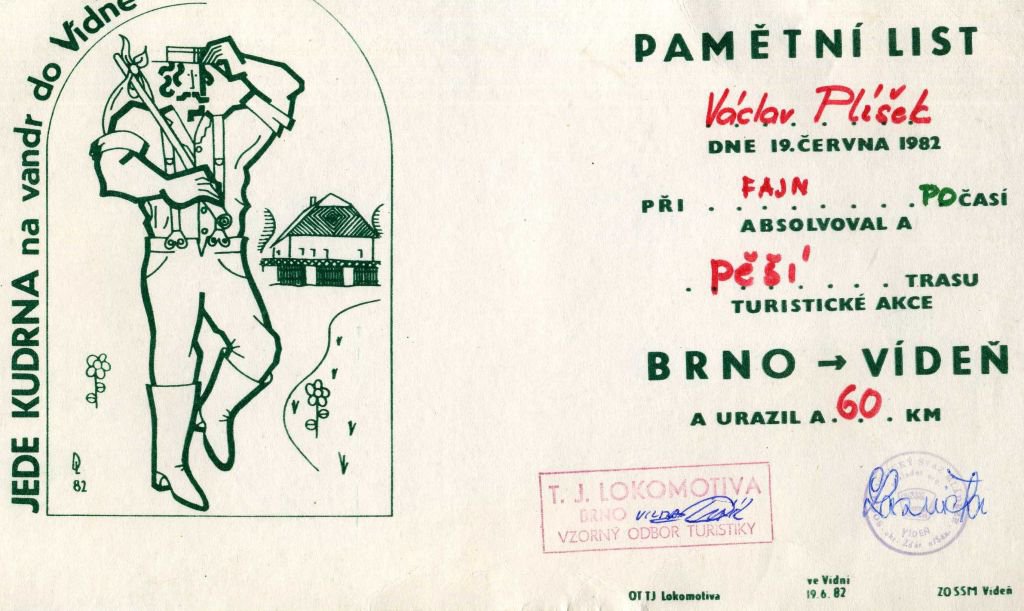 JEDE KUDRNA na vandr do Vídně
PAMĚTNÍ LIST
Václav Plíšek
DNE 19. ČERVNA 1982
PŘI . FAJN . POČASÍ
ABSOLVOVAL A
. pěší . TRASU
TURISTICKÉ AKCE
BRNO → VÍDEŇ
A URAZIL A . 60 . KM
T. J. LOKOMOTIVA
BRNO
VZORNÝ ODBOR TURISTIKY
VÍDEŇ
82
OT TJ Lokomotiva
ve Vídni
19.6.82
ZO SSM Vídeň